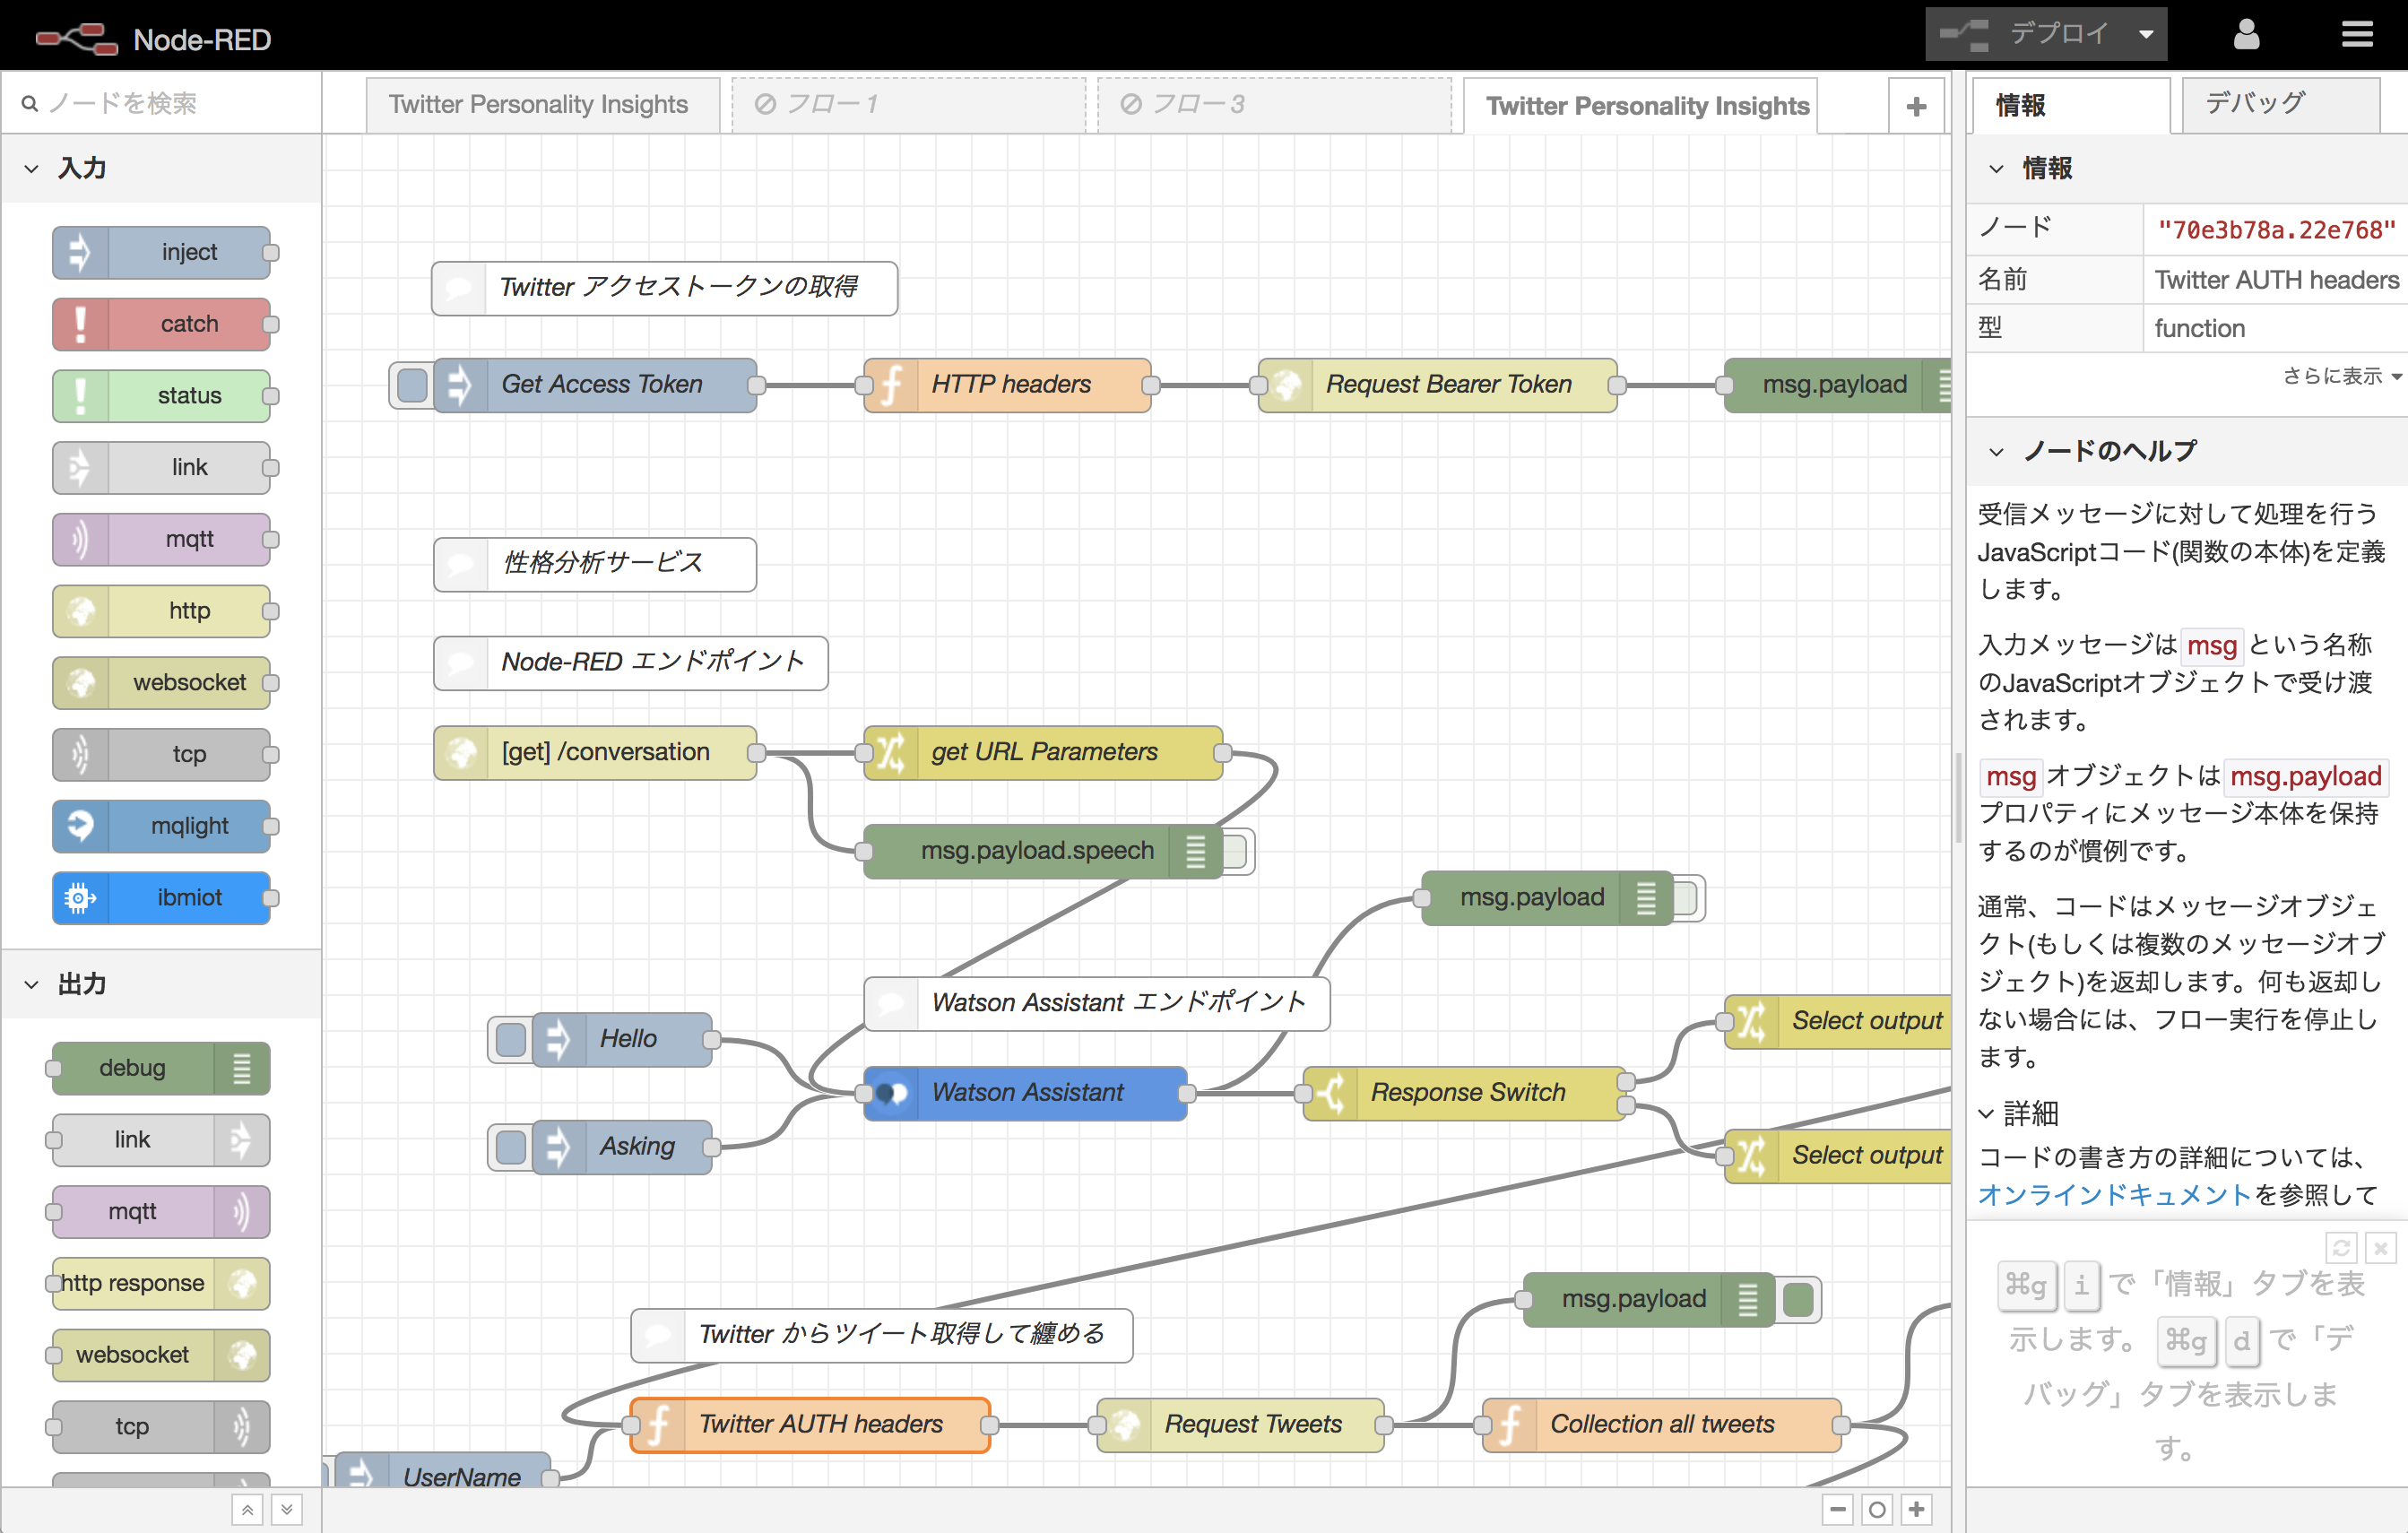 Node-RED
デプロイ
ノードを検索
Twitter Personality Insights
フロー 1
フロー 3
Twitter Personality Insights
情報
デバッグ
入力
inject
catch
status
link
mqtt
http
websocket
tcp
mqlight
ibmiot
出力
debug
link
mqtt
http response
websocket
tcp
Twitter アクセストークンの取得
Get Access Token
HTTP headers
Request Bearer Token
msg.payload
性格分析サービス
Node-RED エンドポイント
[get] /conversation
get URL Parameters
msg.payload.speech
msg.payload
Watson Assistant エンドポイント
Hello
Watson Assistant
Response Switch
Select output
Asking
Select output
msg.payload
Twitter からツイート取得して纏める
Twitter AUTH headers
Request Tweets
Collection all tweets
UserName
情報
ノード
"70e3b78a.22e768"
名前
Twitter AUTH headers
型
function
さらに表示
ノードのヘルプ
受信メッセージに対して処理を行う
JavaScriptコード(関数の本体)を定義
します。
入力メッセージは msg という名称
のJavaScriptオブジェクトで受け渡
されます。
msg オブジェクトは msg.payload
プロパティにメッセージ本体を保持
するのが慣例です。
通常、コードはメッセージオブジェ
クト(もしくは複数のメッセージオブ
ジェクト)を返却します。何も返却し
ない場合には、フロー実行を停止し
ます。
詳細
コードの書き方の詳細については、
オンラインドキュメントを参照して
⌘g i で「情報」タブを表
示します。 ⌘g d で「デ
バッグ」タブを表示しま
す。